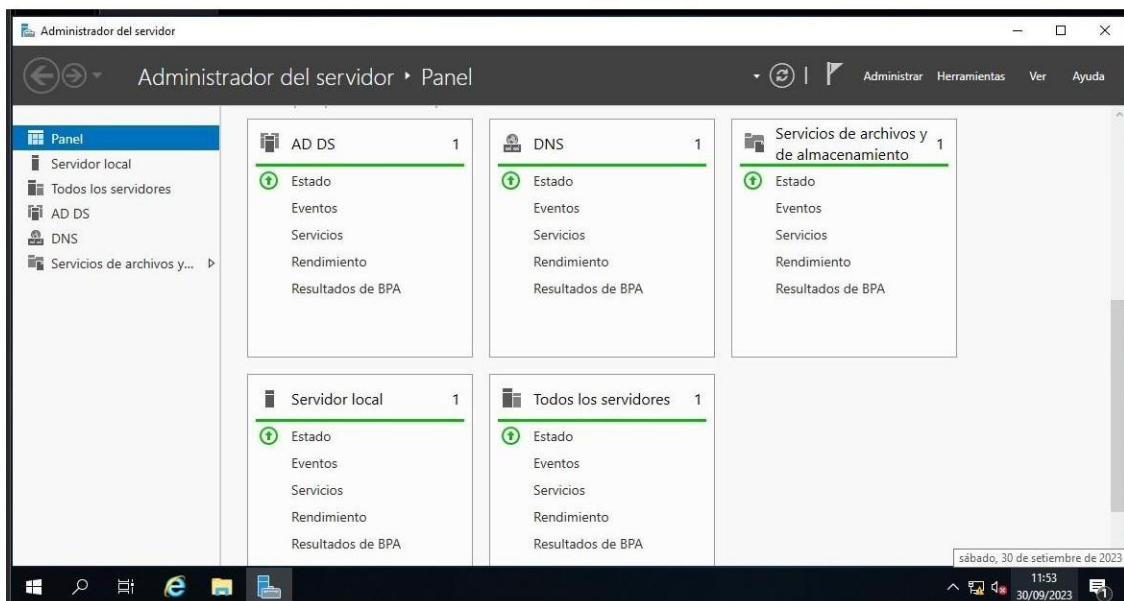 Administrador del servidor
Administrador del servidor • Panel
Administrar Herramientas Ver Ayuda
Panel
Servidor local
Todos los servidores
AD DS
DNS
Servicios de archivos y...
AD DS 1
Estado
Eventos
Servicios
Rendimiento
Resultados de BPA
DNS 1
Estado
Eventos
Servicios
Rendimiento
Resultados de BPA
Servicios de archivos y
de almacenamiento 1
Estado
Eventos
Servicios
Rendimiento
Resultados de BPA
Servidor local 1
Estado
Eventos
Servicios
Rendimiento
Resultados de BPA
Todos los servidores 1
Estado
Eventos
Servicios
Rendimiento
Resultados de BPA
sábado, 30 de setiembre de 2023
11:53
30/09/2023
1